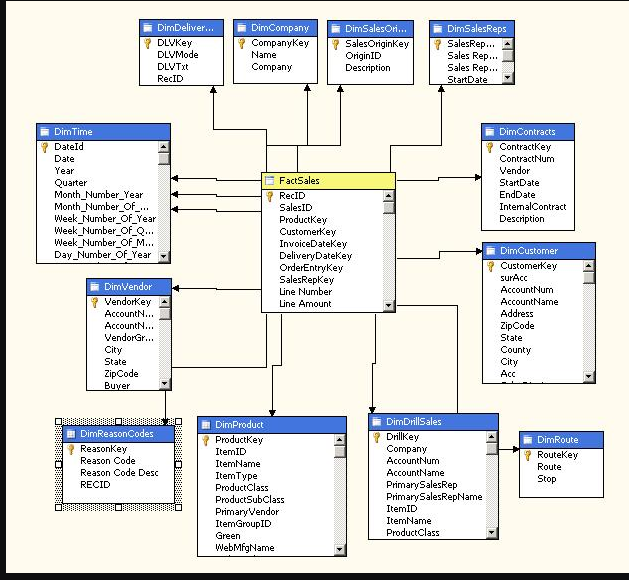 DimDeliver...
DLVKey
DLVMode
DLVTxt
RecID
DimCompany
CompanyKey
Name
Company
DimSalesOri...
SalesOriginKey
OriginID
Description
DimSalesReps
SalesRep...
Sales Rep...
Sales Rep...
StartDate
DimTime
DateId
Date
Year
Quarter
Month_Number_Year
Month_Number_Of_...
Week_Number_Of_Year
Week_Number_Of_Q...
Week_Number_Of_M...
Day_Number_Of_Year
FactSales
RecID
SalesID
ProductKey
CustomerKey
InvoiceDateKey
DeliveryDateKey
OrderEntryKey
SalesRepKey
Line Number
Line Amount
DimContracts
ContractKey
ContractNum
Vendor
StartDate
EndDate
InternalContract
Description
DimCustomer
CustomerKey
surAcc
AccountNum
AccountName
Address
ZipCode
State
County
City
Acc
DimVendor
VendorKey
AccountN...
AccountN...
VendorGr...
City
State
ZipCode
Buyer
DimReasonCodes
ReasonKey
Reason Code
Reason Code Desc
RECID
DimProduct
ProductKey
ItemID
ItemName
ItemType
ProductClass
ProductSubClass
PrimaryVendor
ItemGroupID
Green
WebMfgName
DimDrillSales
DrillKey
Company
AccountNum
AccountName
PrimarySalesRep
PrimarySalesRepName
ItemID
ItemName
ProductClass
DimRoute
RouteKey
Route
Stop